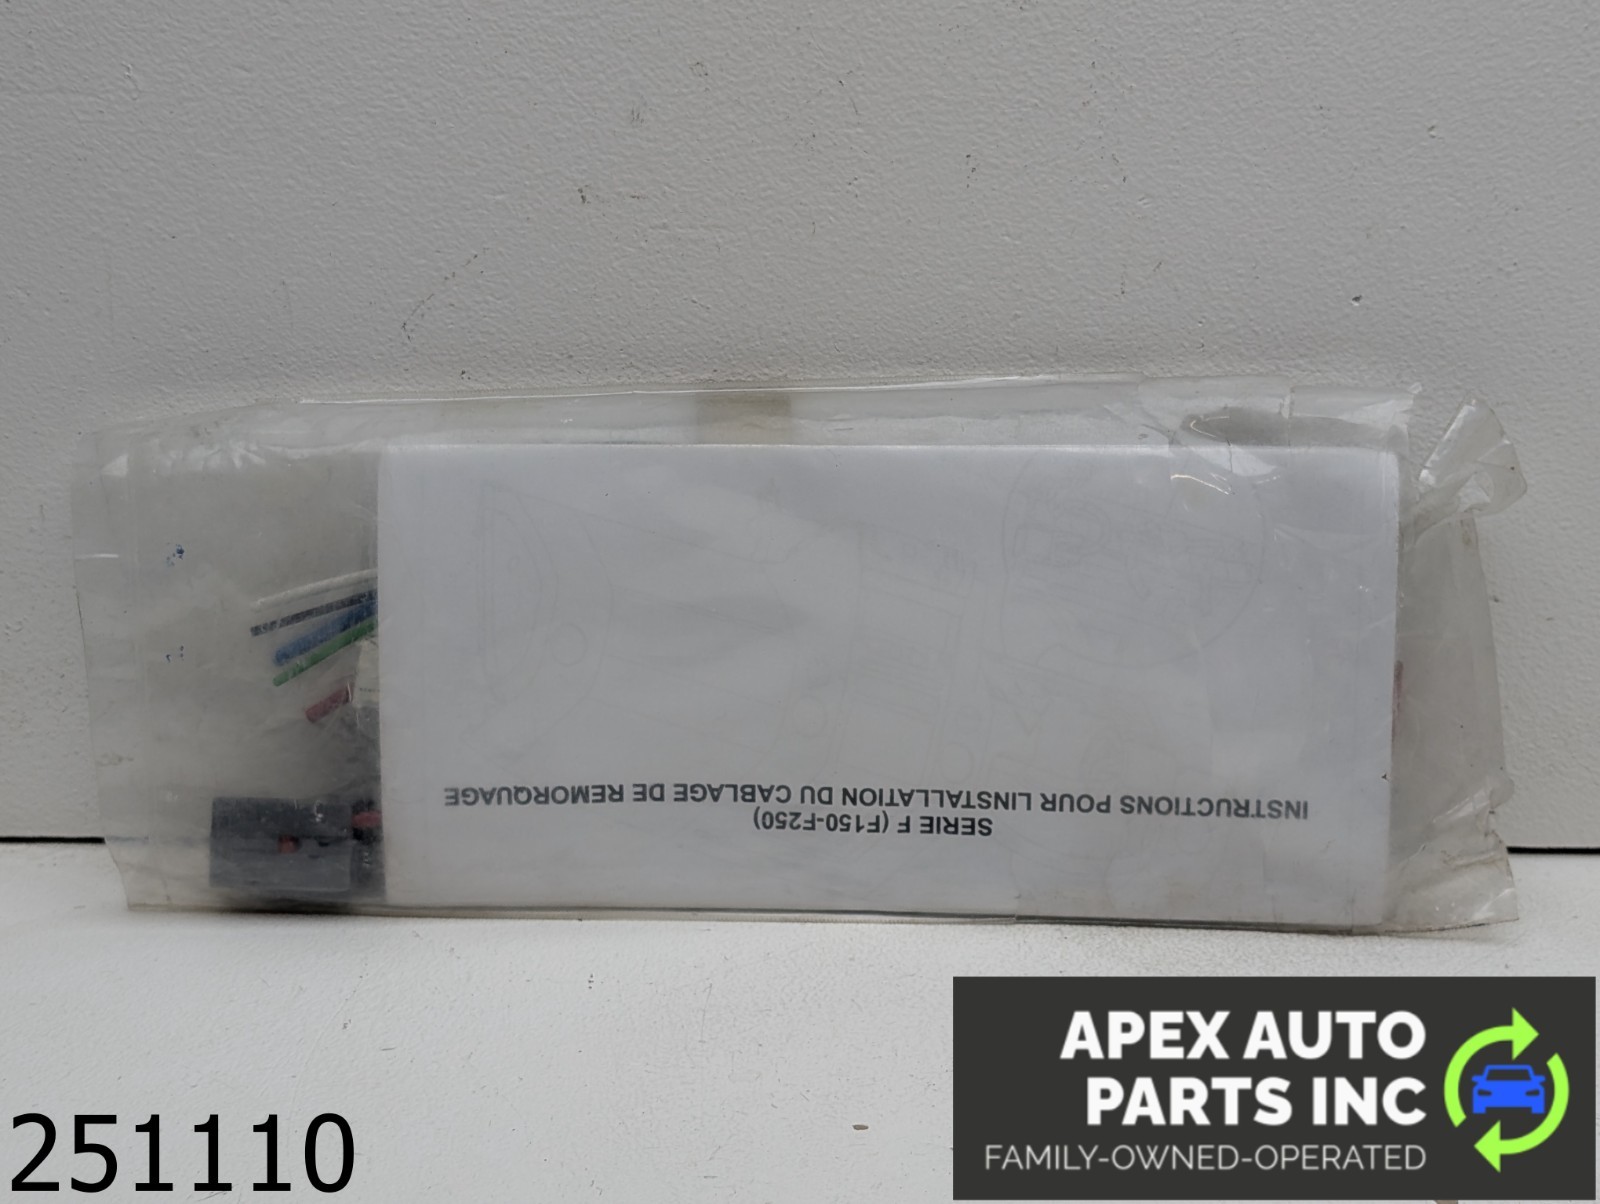 SERIE F (F150-F250)
INSTRUCTIONS POUR LINSTALLATION DU CABLAGE DE REMORQUAGE
APEX AUTO
PARTS INC
FAMILY-OWNED-OPERATED
251110